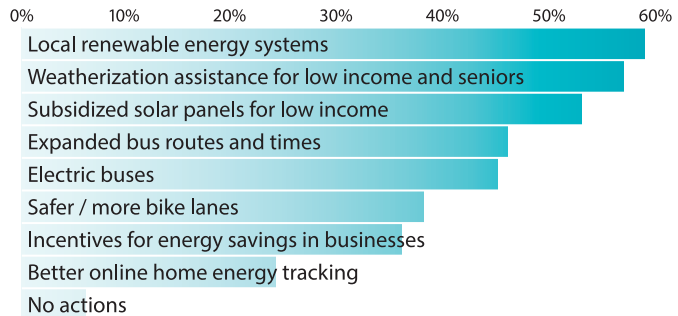 0% 10% 20% 30% 40% 50% 60%
Local renewable energy systems
Weatherization assistance for low income and seniors
Subsidized solar panels for low income
Expanded bus routes and times
Electric buses
Safer / more bike lanes
Incentives for energy savings in businesses
Better online home energy tracking
No actions